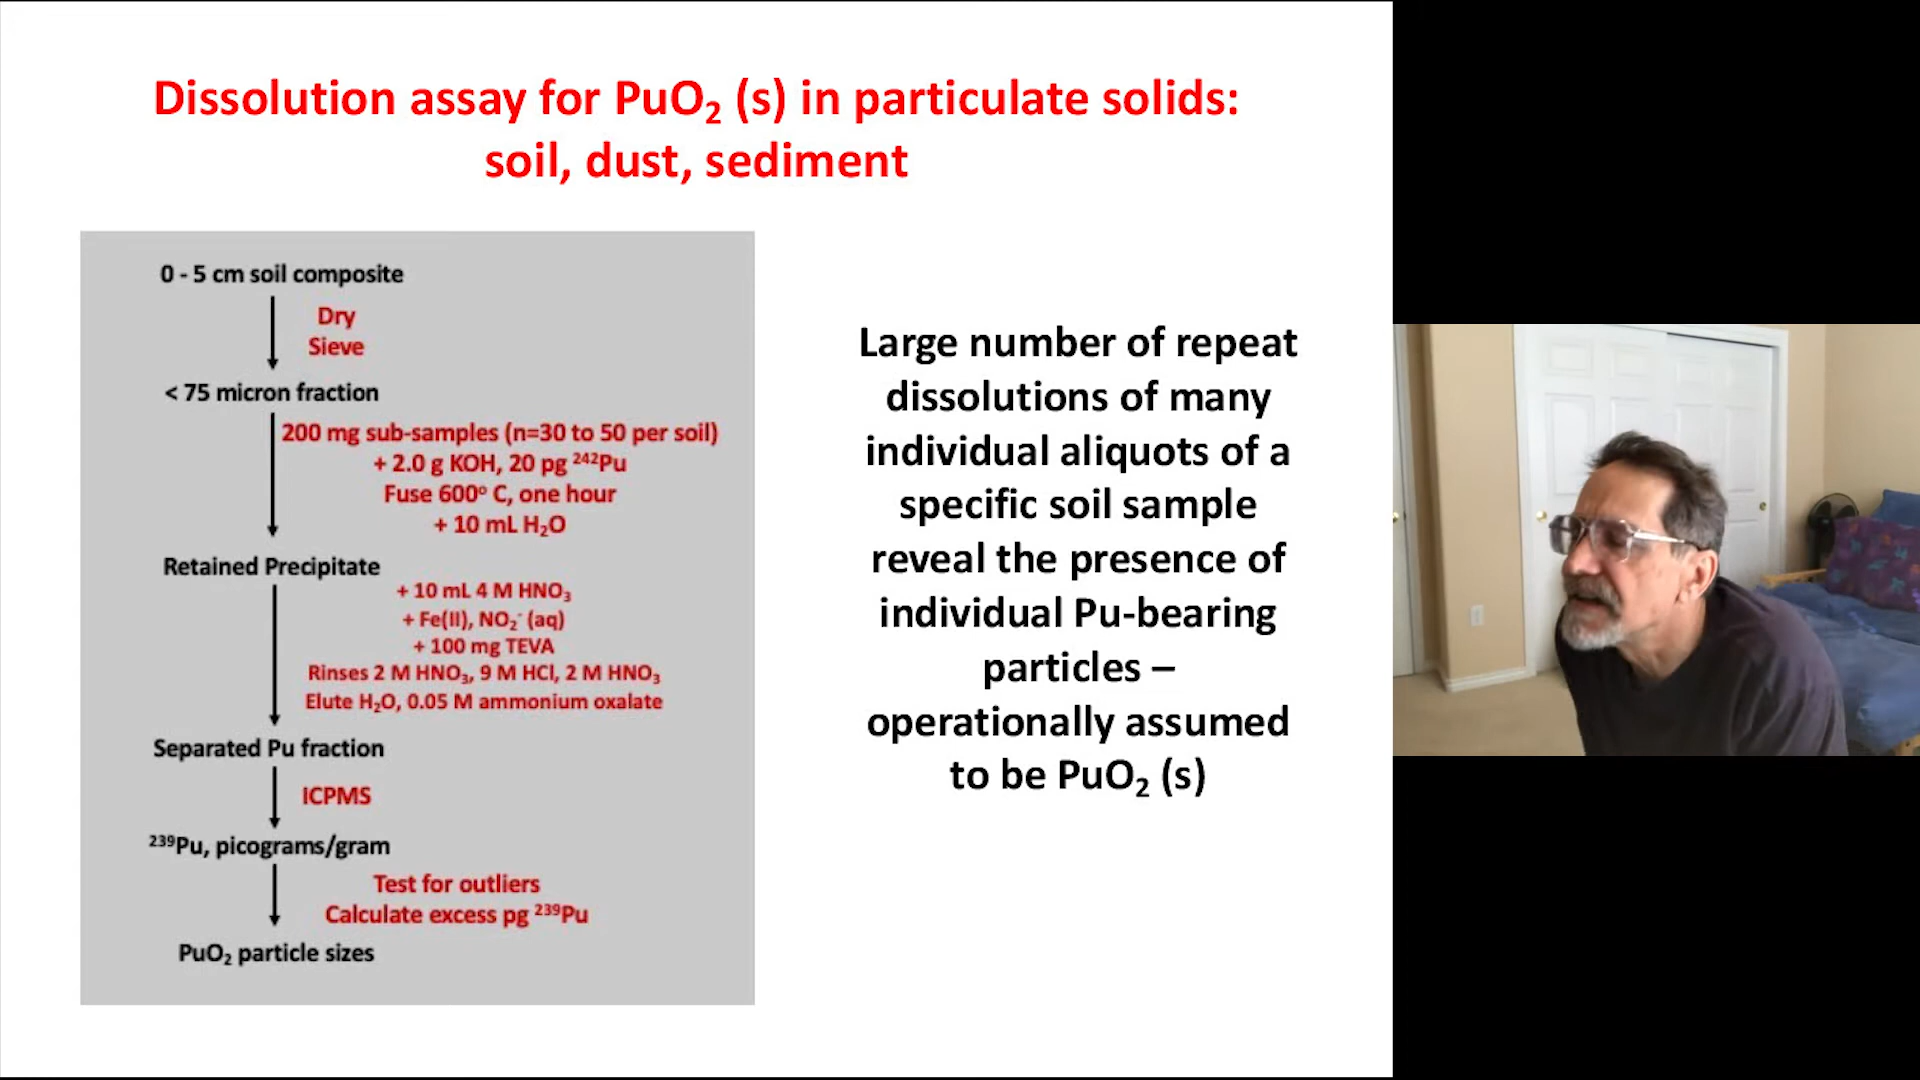 Dissolution assay for PuO₂ (s) in particulate solids:
soil, dust, sediment
0 - 5 cm soil composite
Dry
Sieve
< 75 micron fraction
200 mg sub-samples (n=30 to 50 per soil)
+ 2.0 g KOH, 20 pg ²⁴²Pu
Fuse 600° C, one hour
+ 10 mL H₂O
Retained Precipitate
+ 10 mL 4 M HNO₃
+ Fe(II), NO₂⁻ (aq)
+ 100 mg TEVA
Rinses 2 M HNO₃, 9 M HCl, 2 M HNO₃
Elute H₂O, 0.05 M ammonium oxalate
Separated Pu fraction
ICPMS
²³⁹Pu, picograms/gram
Test for outliers
Calculate excess pg ²³⁹Pu
PuO₂ particle sizes
Large number of repeat
dissolutions of many
individual aliquots of a
specific soil sample
reveal the presence of
individual Pu-bearing
particles –
operationally assumed
to be PuO₂ (s)